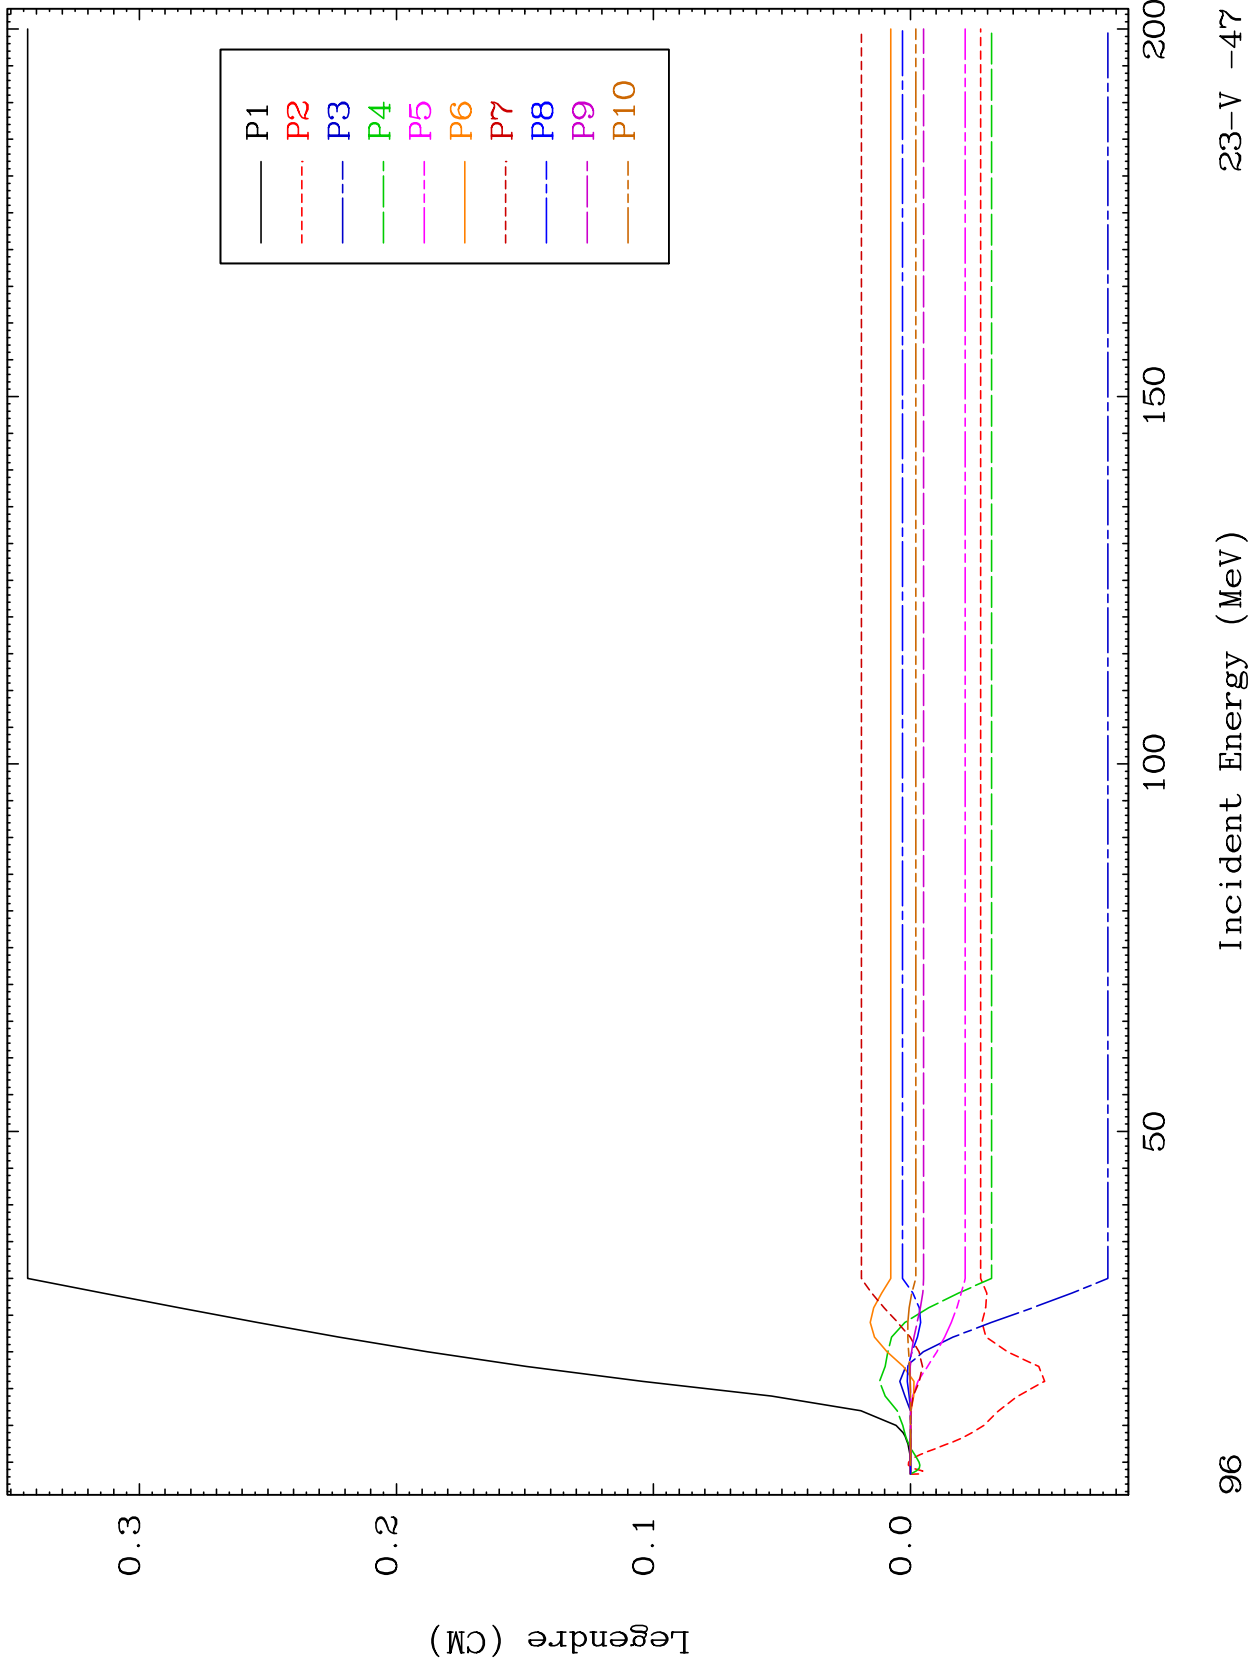 P1
P2
P3
P4
P5
P6
P7
P8
P9
P10
0.3
0.2
0.1
0.0
Legendre (CM)
50
100
150
200
96
Incident Energy (MeV)
23-V -47